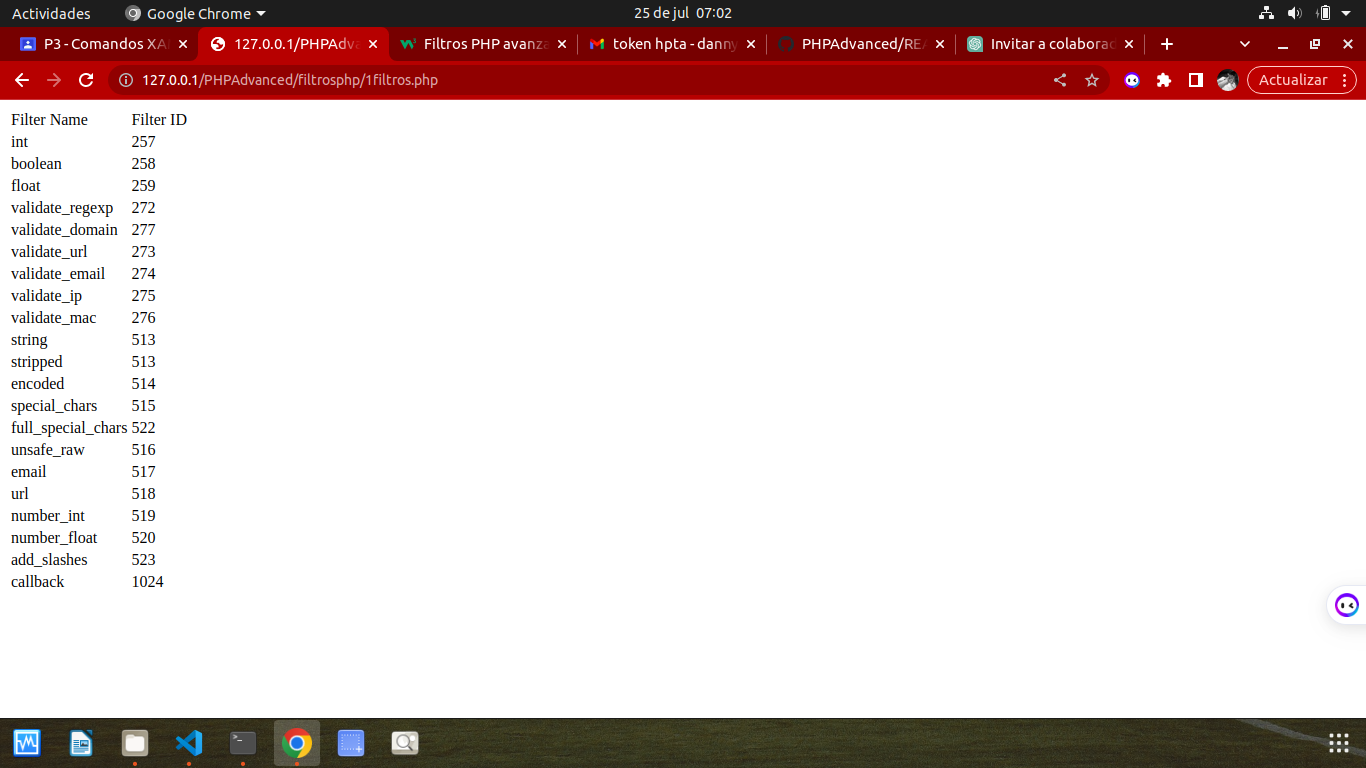 Actividades Google Chrome 25 de jul 07:02
P3 - Comandos XA 127.0.0.1/PHPAdva Filtros PHP avanza token hpta - danny PHPAdvanced/REA Invitar a colaborad
127.0.0.1/PHPAdvanced/filtrosphp/1filtros.php Actualizar
Filter Name Filter ID
int 257
boolean 258
float 259
validate_regexp 272
validate_domain 277
validate_url 273
validate_email 274
validate_ip 275
validate_mac 276
string 513
stripped 513
encoded 514
special_chars 515
full_special_chars 522
unsafe_raw 516
email 517
url 518
number_int 519
number_float 520
add_slashes 523
callback 1024